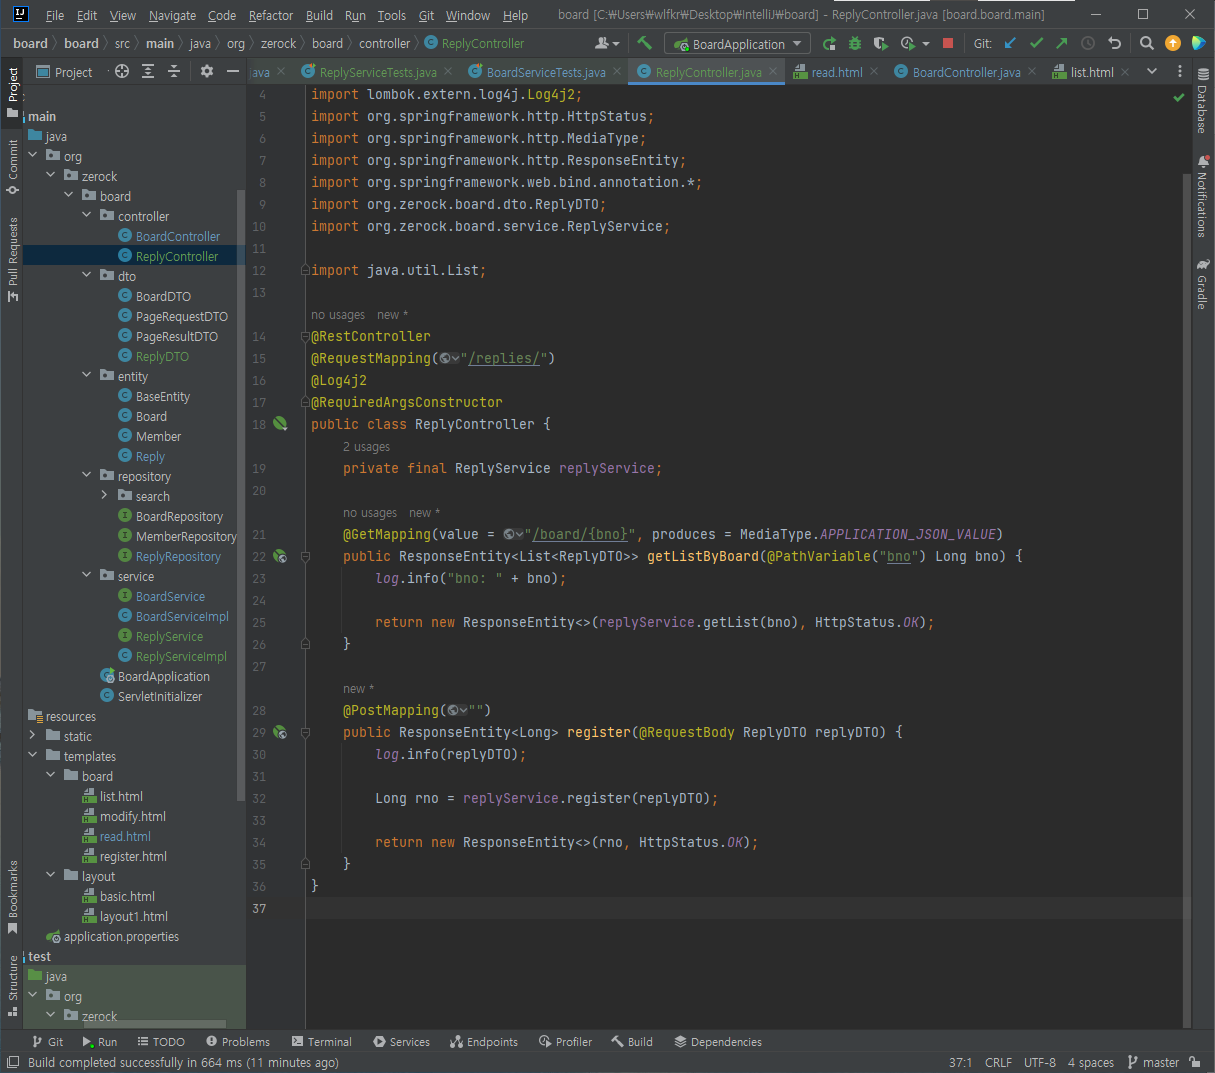 File Edit View Navigate Code Refactor Build Run Tools Git Window Help board [C:₩Users₩wlfkr₩Desktop₩IntelliJ₩board] - ReplyController.java [board.board.main]
board board src main java org zerock board controller ReplyController BoardApplication Git:
Project java ReplyServiceTests.java BoardServiceTests.java ReplyController.java read.html BoardController.java list.html
Project
Commit
Pull Requests
Bookmarks
Structure
main
java
org
zerock
board
controller
BoardController
ReplyController
dto
BoardDTO
PageRequestDTO
PageResultDTO
ReplyDTO
entity
BaseEntity
Board
Member
Reply
repository
search
BoardRepository
MemberRepository
ReplyRepository
service
BoardService
BoardServiceImpl
ReplyService
ReplyServiceImpl
BoardApplication
ServletInitializer
resources
static
templates
board
list.html
modify.html
read.html
register.html
layout
basic.html
layout1.html
application.properties
test
java
org
zerock
4 import lombok.extern.log4j.Log4j2;
5 import org.springframework.http.HttpStatus;
6 import org.springframework.http.MediaType;
7 import org.springframework.http.ResponseEntity;
8 import org.springframework.web.bind.annotation.*;
9 import org.zerock.board.dto.ReplyDTO;
10 import org.zerock.board.service.ReplyService;
11
12 import java.util.List;
13
no usages new *
14 @RestController
15 @RequestMapping("/replies/")
16 @Log4j2
17 @RequiredArgsConstructor
18 public class ReplyController {
2 usages
19 private final ReplyService replyService;
20
no usages new *
21 @GetMapping(value = "/board/{bno}", produces = MediaType.APPLICATION_JSON_VALUE)
22 public ResponseEntity<List<ReplyDTO>> getListByBoard(@PathVariable("bno") Long bno) {
23 log.info("bno: " + bno);
24
25 return new ResponseEntity<>(replyService.getList(bno), HttpStatus.OK);
26 }
27
new *
28 @PostMapping("")
29 public ResponseEntity<Long> register(@RequestBody ReplyDTO replyDTO) {
30 log.info(replyDTO);
31
32 Long rno = replyService.register(replyDTO);
33
34 return new ResponseEntity<>(rno, HttpStatus.OK);
35 }
36 }
37
Database
Notifications
Gradle
Git Run TODO Problems Terminal Services Endpoints Profiler Build Dependencies
Build completed successfully in 664 ms (11 minutes ago) 37:1 CRLF UTF-8 4 spaces master